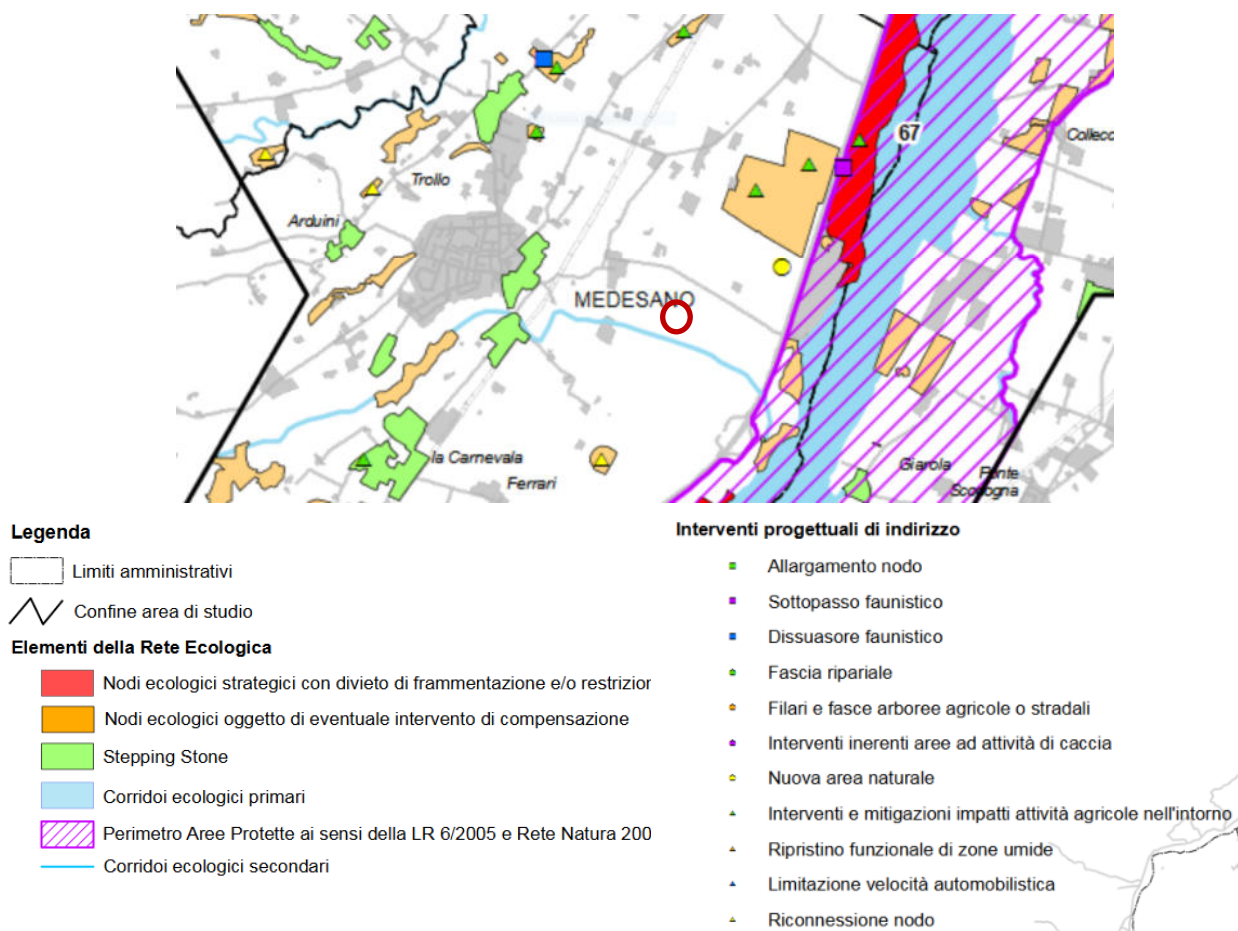 67
Collecc
Trollo
Arduini
MEDESANO
la Carnevala
Ferrari
Giarola
Ponte
Scodogna
Legenda
Limiti amministrativi
Confine area di studio
Elementi della Rete Ecologica
Nodi ecologici strategici con divieto di frammentazione e/o restrizior
Nodi ecologici oggetto di eventuale intervento di compensazione
Stepping Stone
Corridoi ecologici primari
Perimetro Aree Protette ai sensi della LR 6/2005 e Rete Natura 200
Corridoi ecologici secondari
Interventi progettuali di indirizzo
Allargamento nodo
Sottopasso faunistico
Dissuasore faunistico
Fascia ripariale
Filari e fasce arboree agricole o stradali
Interventi inerenti aree ad attività di caccia
Nuova area naturale
Interventi e mitigazioni impatti attività agricole nell'intorno
Ripristino funzionale di zone umide
Limitazione velocità automobilistica
Riconnessione nodo